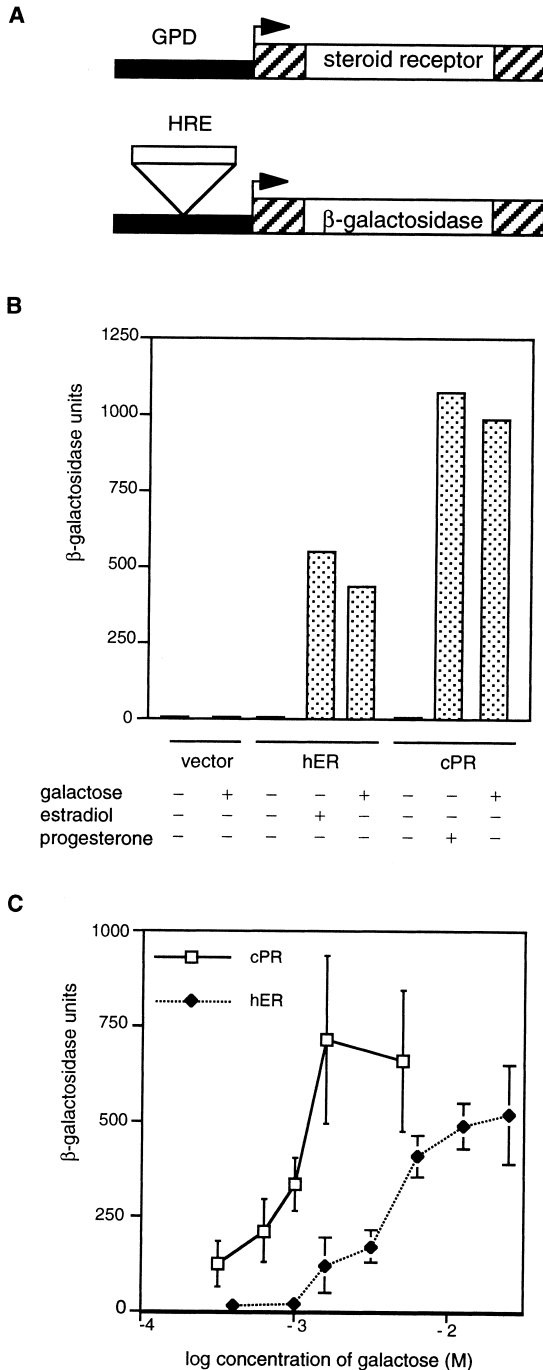 A
GPD
steroid receptor
HRE
β-galactosidase
B
1250
1000
750
500
250
0
β-galactosidase units
vector hER cPR
galactose – + – – + – – +
estradiol – – – + – – – –
progesterone – – – – – – + –
C
1000
750
500
250
0
β-galactosidase units
cPR
hER
-4 -3 -2
log concentration of galactose (M)